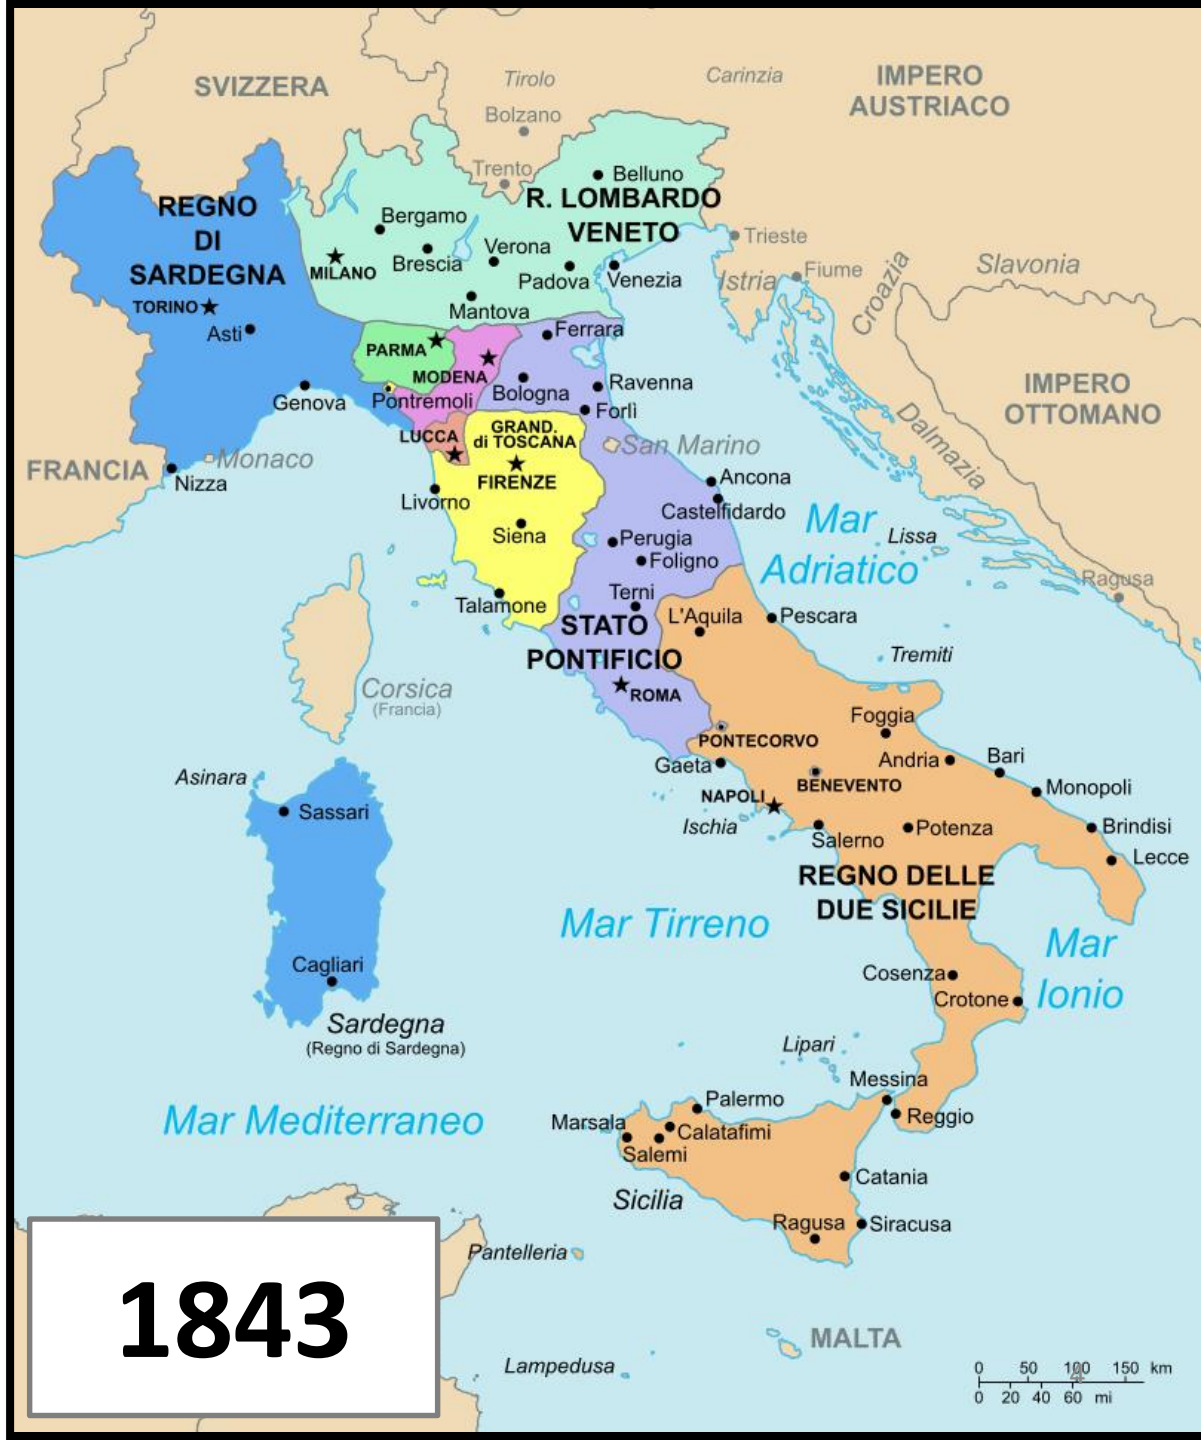 SVIZZERA
Tirolo
Carinzia
IMPERO
AUSTRIACO
Bolzano
Trento
Belluno
REGNO
DI
SARDEGNA
R. LOMBARDO
VENETO
Bergamo
Brescia
Verona
Padova
Venezia
Trieste
Istria
Fiume
Croazia
Slavonia
MILANO
Mantova
TORINO
Asti
Ferrara
PARMA
MODENA
Bologna
Ravenna
IMPERO
OTTOMANO
Genova
Pontremoli
Forlì
Dalmazia
LUCCA
GRAND.
di TOSCANA
San Marino
FRANCIA
Monaco
Nizza
FIRENZE
Ancona
Livorno
Castelfidardo
Mar
Adriatico
Siena
Perugia
Foligno
Lissa
Ragusa
Talamone
Terni
L'Aquila
Pescara
STATO
PONTIFICIO
Tremiti
ROMA
Corsica
(Francia)
Foggia
PONTECORVO
Andria
Bari
Gaeta
BENEVENTO
Monopoli
Asinara
NAPOLI
Ischia
Sassari
Salerno
Potenza
Brindisi
Lecce
REGNO DELLE
DUE SICILIE
Mar Tirreno
Mar
Ionio
Cagliari
Cosenza
Crotone
Sardegna
(Regno di Sardegna)
Lipari
Messina
Palermo
Reggio
Mar Mediterraneo
Marsala
Calatafimi
Salemi
Catania
Sicilia
Ragusa
Siracusa
Pantelleria
1843
MALTA
Lampedusa
0 50 100 150 km
4
0 20 40 60 mi